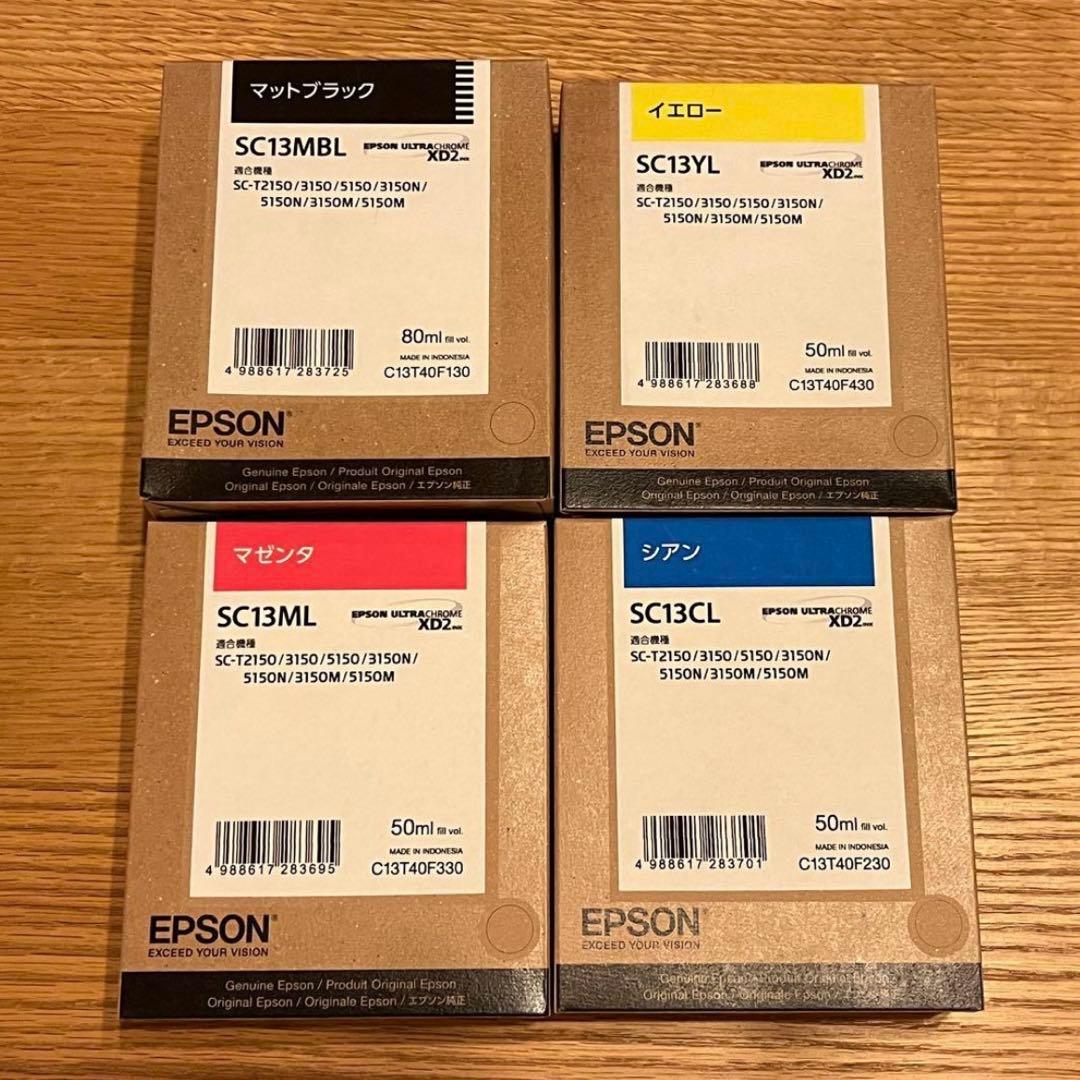 マットブラック
SC13MBL
EPSON ULTRACHROME
XD2 INK
適合機種
SC-T2150/3150/5150/3150N/
5150N/3150M/5150M
80ml fill vol.
MADE IN INDONESIA
4 988617 283725
C13T40F130
EPSON
EXCEED YOUR VISION
Genuine Epson / Produit Original Epson
Original Epson / Originale Epson / エプソン純正
イエロー
SC13YL
EPSON ULTRACHROME
XD2 INK
適合機種
SC-T2150/3150/5150/3150N/
5150N/3150M/5150M
50ml fill vol.
MADE IN INDONESIA
4 988617 283688
C13T40F430
EPSON
EXCEED YOUR VISION
Genuine Epson / Produit Original Epson
Original Epson / Originale Epson / エプソン純正
マゼンタ
SC13ML
EPSON ULTRACHROME
XD2 INK
適合機種
SC-T2150/3150/5150/3150N/
5150N/3150M/5150M
50ml fill vol.
MADE IN INDONESIA
4 988617 283695
C13T40F330
EPSON
EXCEED YOUR VISION
Genuine Epson / Produit Original Epson
Original Epson / Originale Epson / エプソン純正
シアン
SC13CL
EPSON ULTRACHROME
XD2 INK
適合機種
SC-T2150/3150/5150/3150N/
5150N/3150M/5150M
50ml fill vol.
MADE IN INDONESIA
4 988617 283701
C13T40F230
EPSON
EXCEED YOUR VISION
Genuine Epson / Produit Original Epson
Original Epson / Originale Epson / エプソン純正